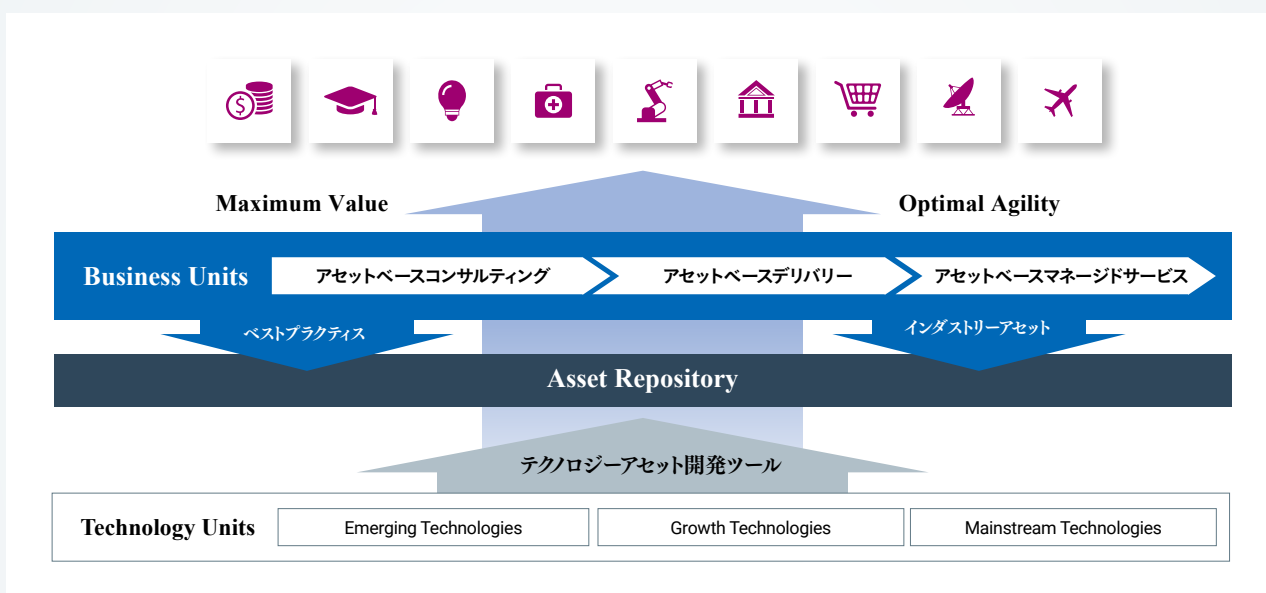 Maximum Value
Optimal Agility
Business Units
アセットベースコンサルティング
アセットベースデリバリー
アセットベースマネージドサービス
ベストプラクティス
インダストリーアセット
Asset Repository
テクノロジーアセット開発ツール
Technology Units
Emerging Technologies
Growth Technologies
Mainstream Technologies